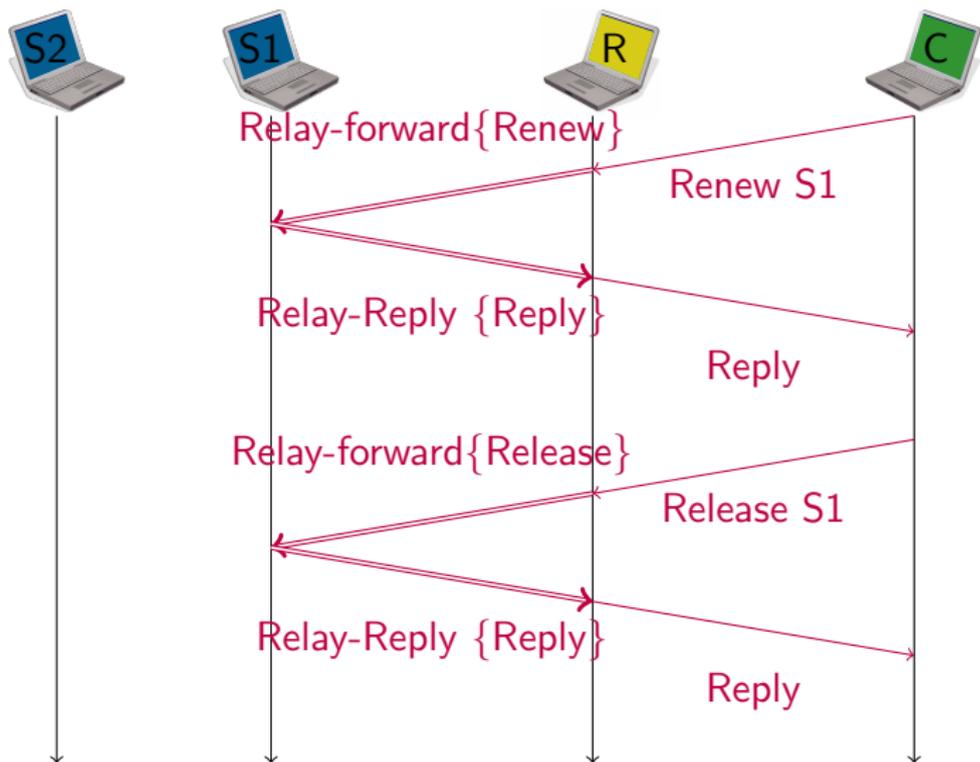 S2
S1
R
C
Relay-forward{Renew}
Renew S1
Relay-Reply {Reply}
Reply
Relay-forward{Release}
Release S1
Relay-Reply {Reply}
Reply